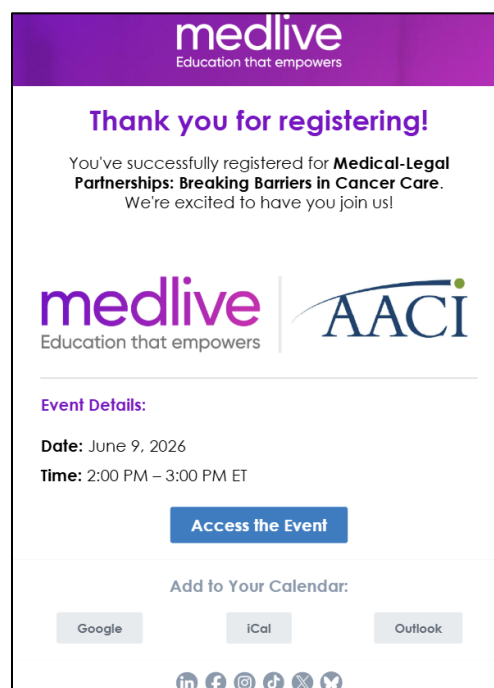 medlive
Education that empowers
Thank you for registering!
You've successfully registered for Medical-Legal
Partnerships: Breaking Barriers in Cancer Care.
We're excited to have you join us!
medlive
Education that empowers
AACI
Event Details:
Date: June 9, 2026
Time: 2:00 PM – 3:00 PM ET
Access the Event
Add to Your Calendar:
Google
iCal
Outlook